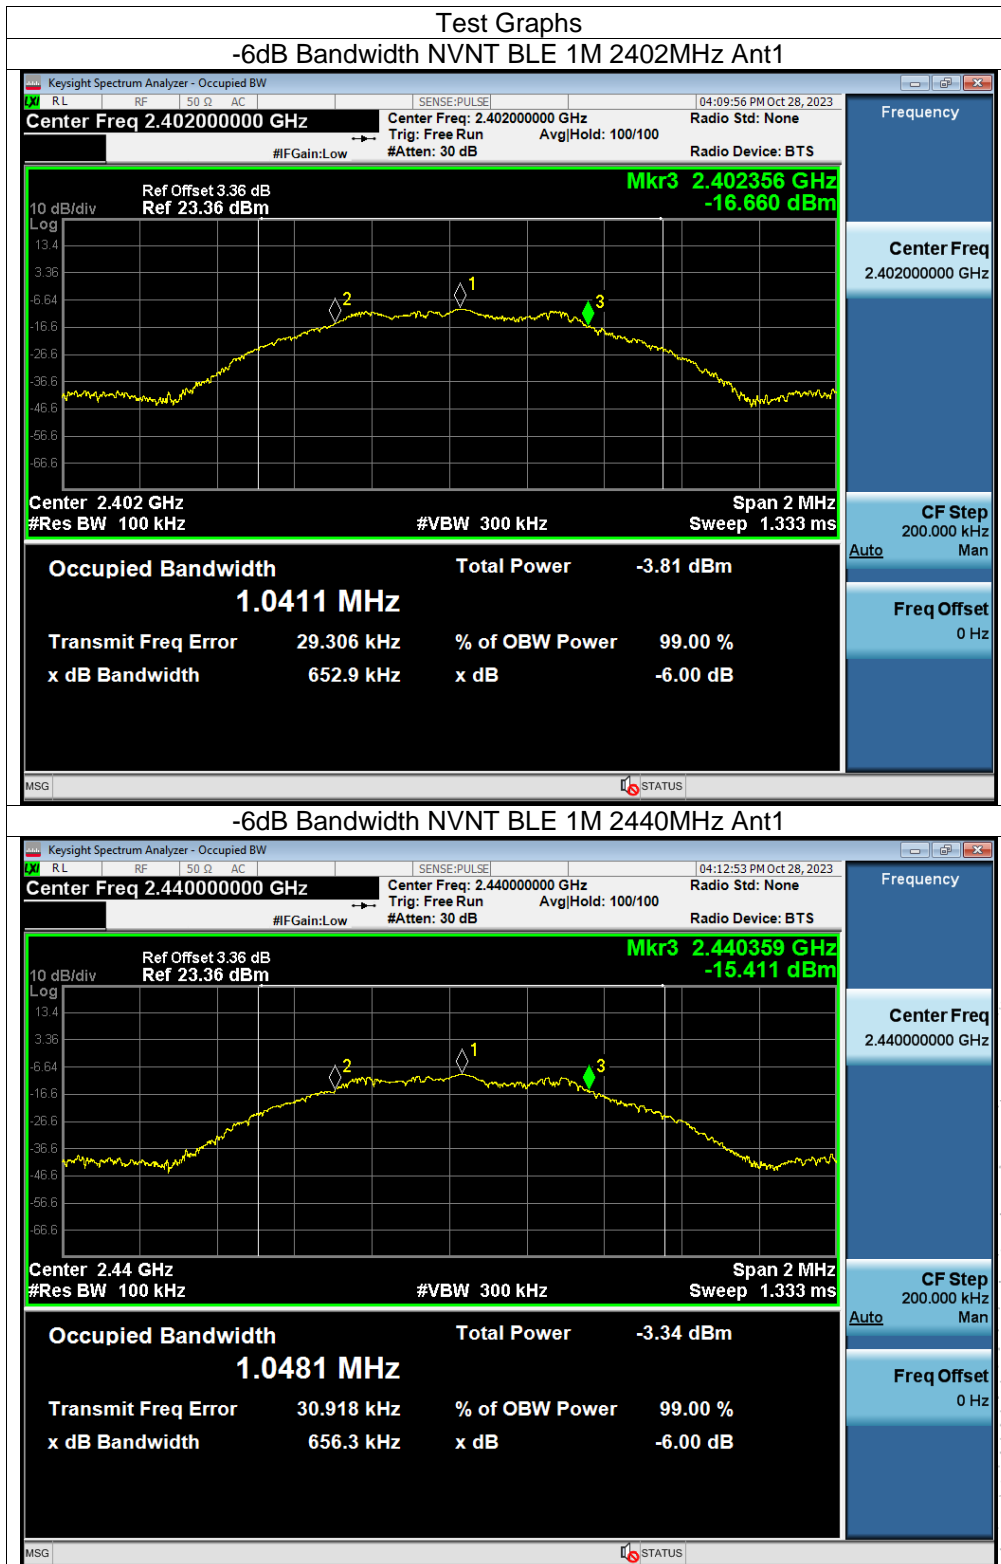 Test Graphs
-6dB Bandwidth NVNT BLE 1M 2402MHz Ant1
Keysight Spectrum Analyzer - Occupied BW
LXI RL RF 50 Ω AC SENSE:PULSE 04:09:56 PM Oct 28, 2023
Center Freq 2.402000000 GHz Center Freq: 2.402000000 GHz Radio Std: None Frequency
Trig: Free Run Avg|Hold: 100/100
#IFGain:Low #Atten: 30 dB Radio Device: BTS
Mkr3 2.402356 GHz
Ref Offset 3.36 dB
10 dB/div Ref 23.36 dBm -16.660 dBm
Log
13.4
3.36
-6.64
-16.6
-26.6
-36.6
-46.6
-56.6
-66.6
1
2
3
Center Freq
2.402000000 GHz
Center 2.402 GHz Span 2 MHz
#Res BW 100 kHz #VBW 300 kHz Sweep 1.333 ms
CF Step
200.000 kHz
Auto Man
Occupied Bandwidth Total Power -3.81 dBm
1.0411 MHz
Freq Offset
0 Hz
Transmit Freq Error 29.306 kHz % of OBW Power 99.00 %
x dB Bandwidth 652.9 kHz x dB -6.00 dB
MSG STATUS
-6dB Bandwidth NVNT BLE 1M 2440MHz Ant1
Keysight Spectrum Analyzer - Occupied BW
LXI RL RF 50 Ω AC SENSE:PULSE 04:12:53 PM Oct 28, 2023
Center Freq 2.440000000 GHz Center Freq: 2.440000000 GHz Radio Std: None Frequency
Trig: Free Run Avg|Hold: 100/100
#IFGain:Low #Atten: 30 dB Radio Device: BTS
Mkr3 2.440359 GHz
Ref Offset 3.36 dB
10 dB/div Ref 23.36 dBm -15.411 dBm
Log
13.4
3.36
-6.64
-16.6
-26.6
-36.6
-46.6
-56.6
-66.6
1
2
3
Center Freq
2.440000000 GHz
Center 2.44 GHz Span 2 MHz
#Res BW 100 kHz #VBW 300 kHz Sweep 1.333 ms
CF Step
200.000 kHz
Auto Man
Occupied Bandwidth Total Power -3.34 dBm
1.0481 MHz
Freq Offset
0 Hz
Transmit Freq Error 30.918 kHz % of OBW Power 99.00 %
x dB Bandwidth 656.3 kHz x dB -6.00 dB
MSG STATUS